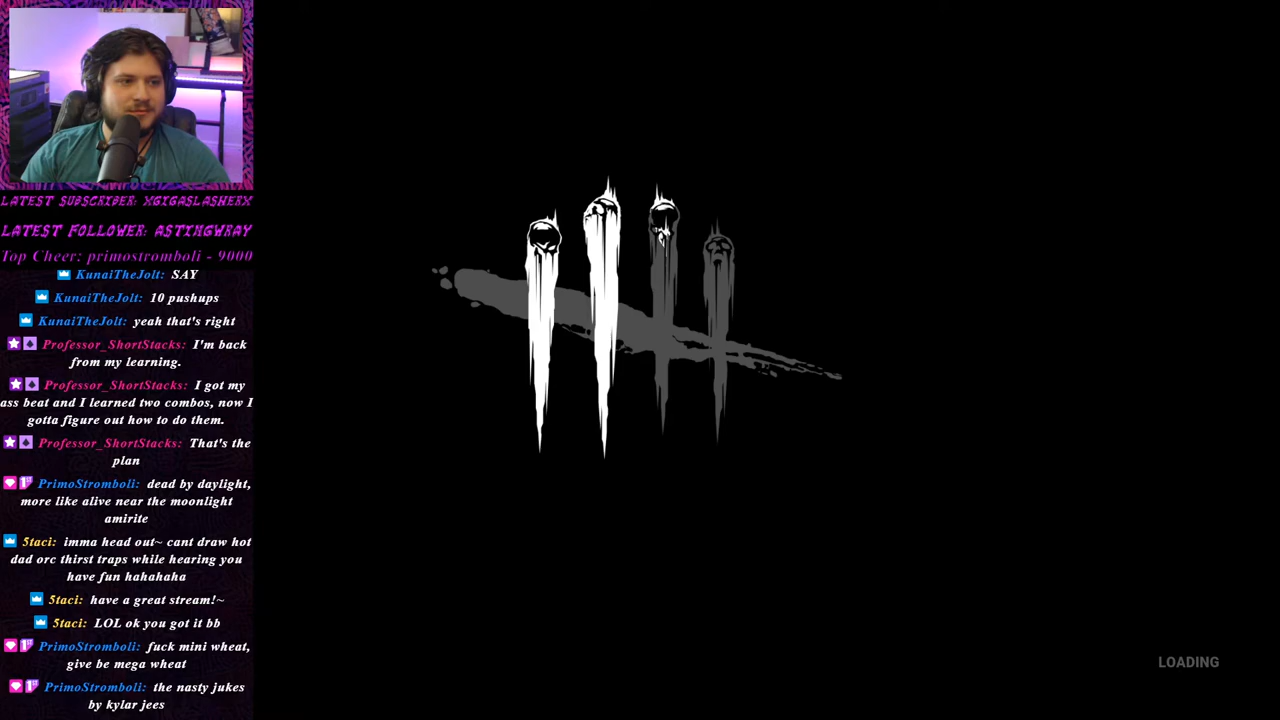 LATEST SUBSCRIBER: XGIGASLASHERX
LATEST FOLLOWER: ASTINGWRAY
Top Cheer: primostromboli - 9000
KunaiTheJolt: SAY
KunaiTheJolt: 10 pushups
KunaiTheJolt: yeah that's right
Professor_ShortStacks: I'm back
from my learning.
Professor_ShortStacks: I got my
ass beat and I learned two combos, now I
gotta figure out how to do them.
Professor_ShortStacks: That's the
plan
PrimoStromboli: dead by daylight,
more like alive near the moonlight
amirite
5taci: imma head out~ cant draw hot
dad orc thirst traps while hearing you
have fun hahahaha
5taci: have a great stream!~
5taci: LOL ok you got it bb
PrimoStromboli: fuck mini wheat,
give be mega wheat
PrimoStromboli: the nasty jukes
by kylar jees
LOADING